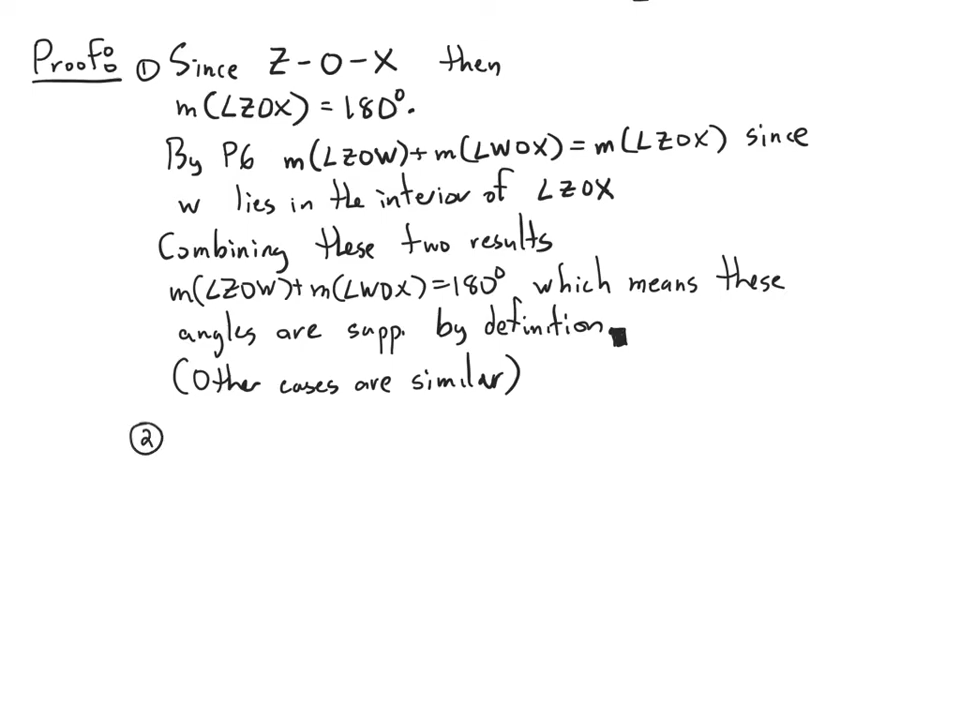 Proof: ① Since Z-O-X then
m(∠ZOX) = 180°.
By P6 m(∠ZOW) + m(∠WOX) = m(∠ZOX) since
W lies in the interior of ∠ZOX
Combining these two results
m(∠ZOW) + m(∠WOX) = 180° which means these
angles are supp. by definition ■
(Other cases are similar)
②